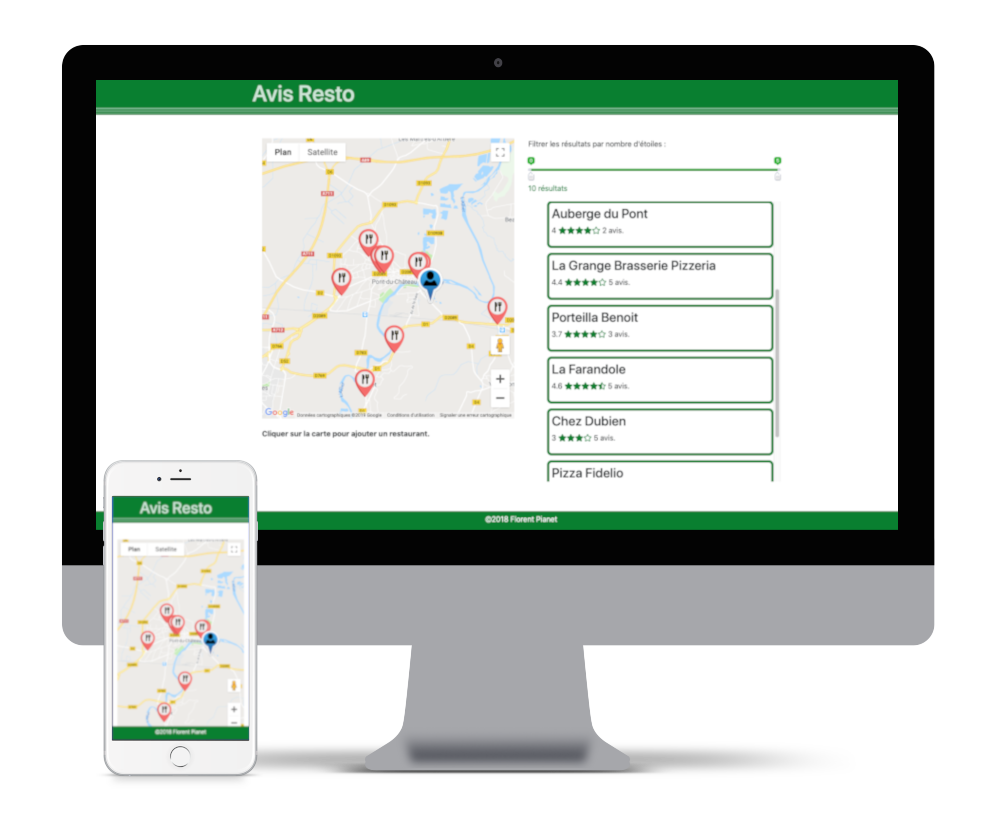 Avis Resto
Plan Satellite
Pont-du-Château
Google Données cartographiques ©2018 Google Conditions d'utilisation Signaler une erreur cartographique
Cliquer sur la carte pour ajouter un restaurant.
Filtrer les résultats par nombre d'étoiles :
10 résultats
Auberge du Pont
4 ★★★★☆ 2 avis.
La Grange Brasserie Pizzeria
4.4 ★★★★☆ 5 avis.
Porteilla Benoit
3.7 ★★★★☆ 3 avis.
La Farandole
4.6 ★★★★⯪ 5 avis.
Chez Dubien
3 ★★★☆ 5 avis.
Pizza Fidelio
©2018 Florent Planet
Avis Resto
Plan Satellite
Pont-du-Château
©2018 Florent Planet